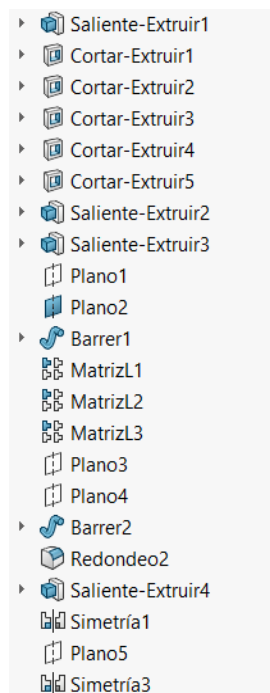 Saliente-Extruir1
Cortar-Extruir1
Cortar-Extruir2
Cortar-Extruir3
Cortar-Extruir4
Cortar-Extruir5
Saliente-Extruir2
Saliente-Extruir3
Plano1
Plano2
Barrer1
MatrizL1
MatrizL2
MatrizL3
Plano3
Plano4
Barrer2
Redondeo2
Saliente-Extruir4
Simetría1
Plano5
Simetría3